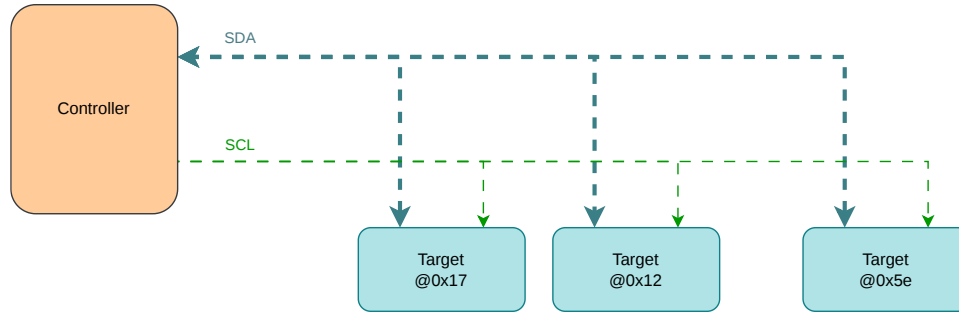 SDA
Controller
SCL
Target
@0x17
Target
@0x12
Target
@0x5e